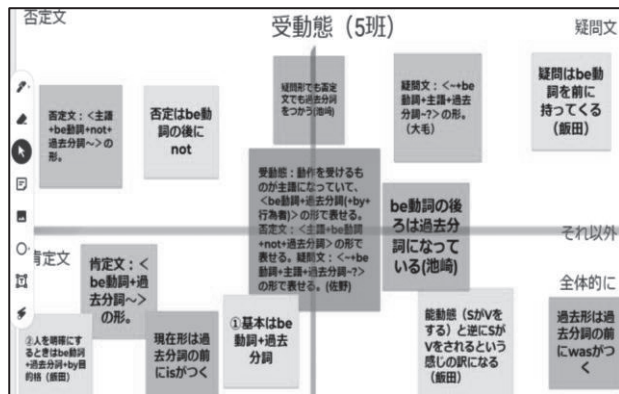 否定文
受動態（5班）
疑問文
否定文：<主語
+be動詞+not+
過去分詞～>の
形。
否定はbe動
詞の後に
not
疑問形でも否定
文でも過去分詞
をつかう(池崎)
疑問文：<~+be
動詞+主語+過去
分詞~?>の形。
（大毛）
疑問はbe動
詞を前に
持ってくる
（飯田）
受動態：動作を受けるも
のが主語になっていて、
<be動詞+過去分詞(+by+
行為者)>の形で表せる。
否定文：<主語+be動詞
+not+過去分詞>の形で
表せる。疑問文：<~+be
動詞+主語+過去分詞~?>
の形で表せる。(佐野)
be動詞の後
ろは過去分
詞になって
いる(池崎)
それ以外
肯定文
肯定文：<
be動詞+過
去分詞～>
の形。
全体的に
②人を明確にす
るときはbe動詞
+過去分詞+by目
的格（飯田）
現在形は過
去分詞の前
にisがつく
①基本はbe
動詞+過去
分詞
能動態（SがVを
する）と逆にSが
Vをされるという
感じの訳になる
（飯田）
過去形は過
去分詞の前
にwasがつ
く